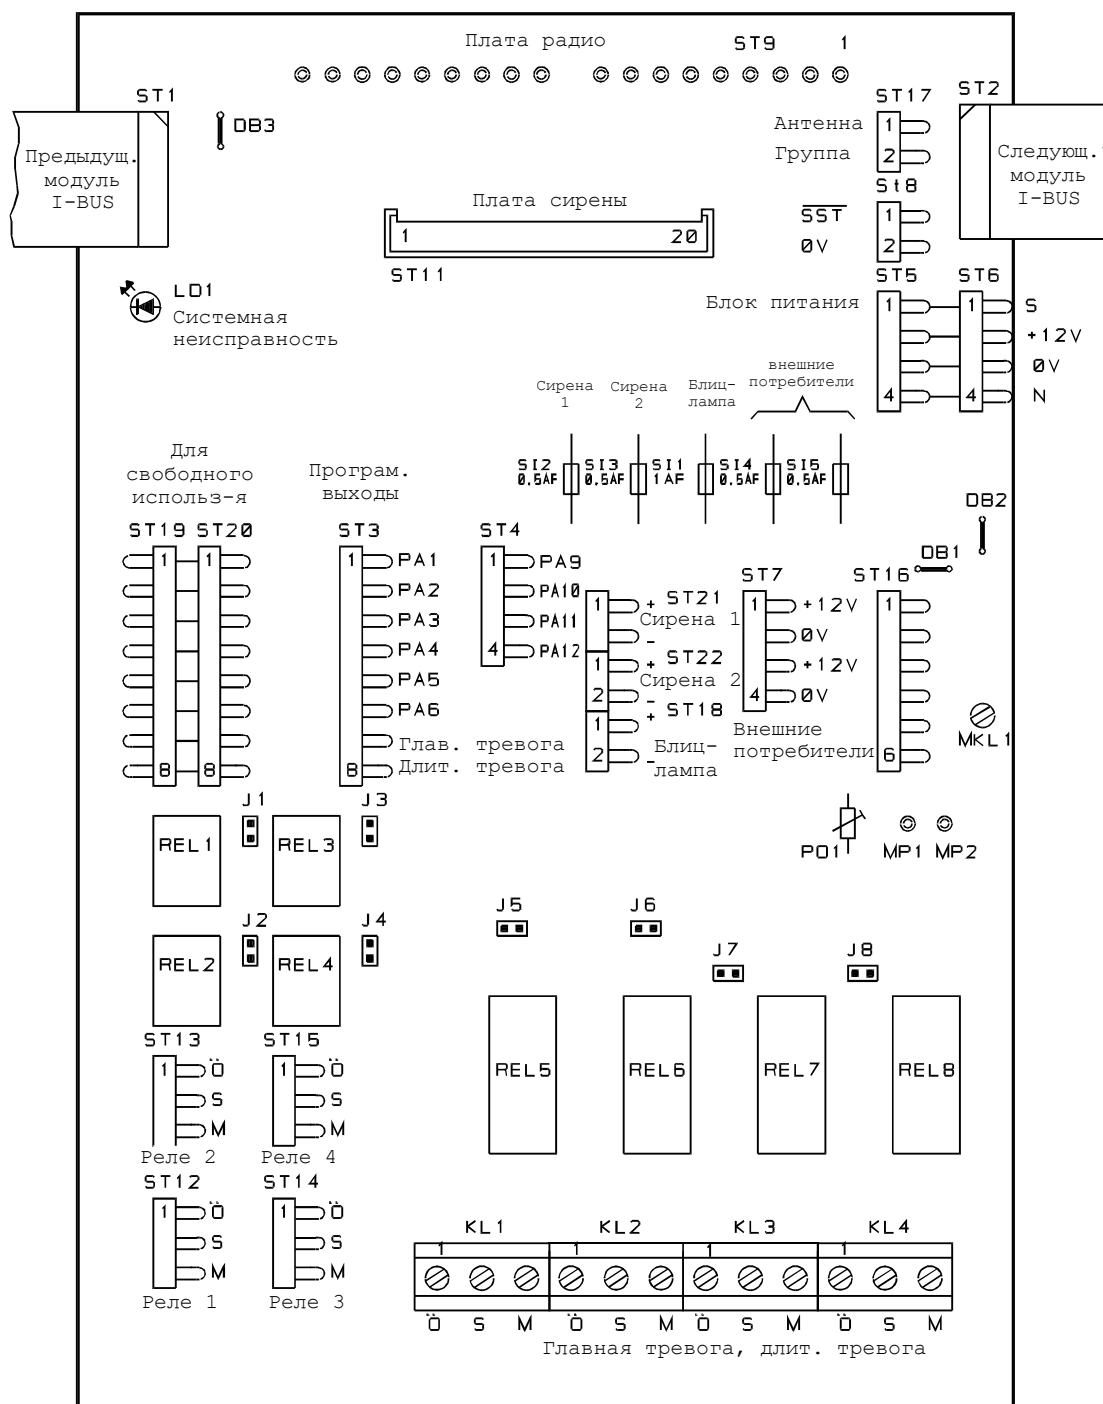 Плата радио
ST9
1
ST1
ST17
ST2
DB3
Антенна
1
Группа
2
Предыдущ.
модуль
I-BUS
Следующ.
модуль
I-BUS
St8
Плата сирены
SST
1
1
20
0V
2
ST11
LD1
Системная
неисправность
Блок питания
ST5
ST6
1
1
S
+12V
0V
4
4
N
Сирена
1
Сирена
2
Блиц-
лампа
внешние
потребители
SI2
0.5AF
SI3
0.5AF
SI1
1AF
SI4
0.5AF
SI5
0.5AF
Для
свободного
использ-я
Програм.
выходы
DB2
DB1
ST19
ST20
ST3
ST4
ST7
ST16
1
1
1
PA1
PA2
PA3
PA4
PA5
PA6
Глав. тревога
8
8
8
Длит. тревога
1
PA9
PA10
PA11
4
PA12
1
+ ST21
Сирена 1
-
1
+ ST22
Сирена 2
2
-
1
+ ST18
2
-
Блиц-
лампа
1
+12V
0V
+12V
4
0V
Внешние
потребители
1
6
MKL1
J1
J3
REL1
REL3
PO1
MP1
MP2
J2
J4
J5
J6
J7
J8
REL2
REL4
REL5
REL6
REL7
REL8
ST13
ST15
1
Ö
S
M
1
Ö
S
M
Реле 2
Реле 4
ST12
ST14
1
Ö
S
M
1
Ö
S
M
Реле 1
Реле 3
KL1
KL2
KL3
KL4
1
1
1
1
Ö S M Ö S M Ö S M Ö S M
Главная тревога, длит. тревога